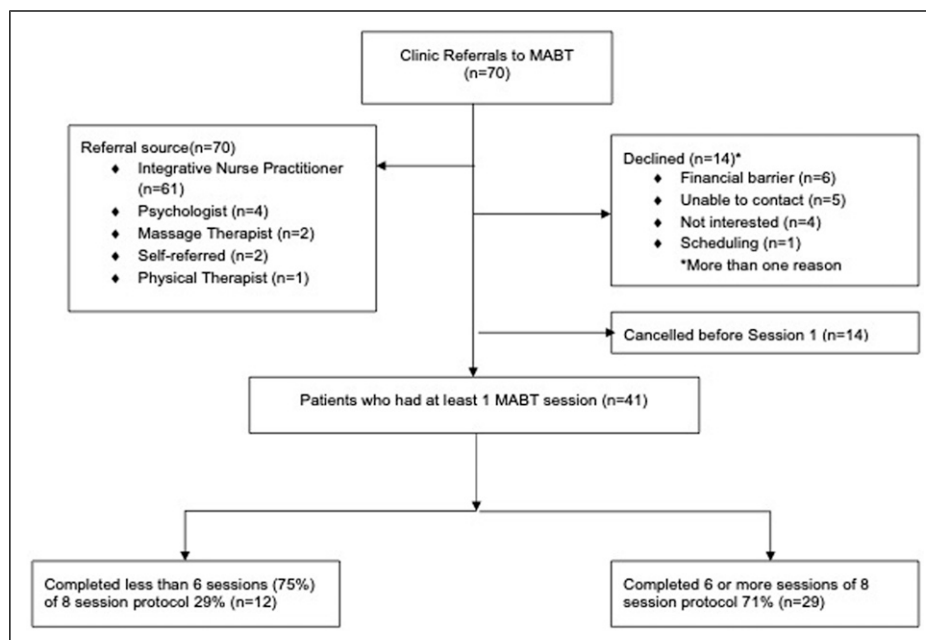 Clinic Referrals to MABT
(n=70)
Referral source(n=70)
♦ Integrative Nurse Practitioner
(n=61)
♦ Psychologist (n=4)
♦ Massage Therapist (n=2)
♦ Self-referred (n=2)
♦ Physical Therapist (n=1)
Declined (n=14)*
♦ Financial barrier (n=6)
♦ Unable to contact (n=5)
♦ Not interested (n=4)
♦ Scheduling (n=1)
*More than one reason
Cancelled before Session 1 (n=14)
Patients who had at least 1 MABT session (n=41)
Completed less than 6 sessions (75%)
of 8 session protocol 29% (n=12)
Completed 6 or more sessions of 8
session protocol 71% (n=29)